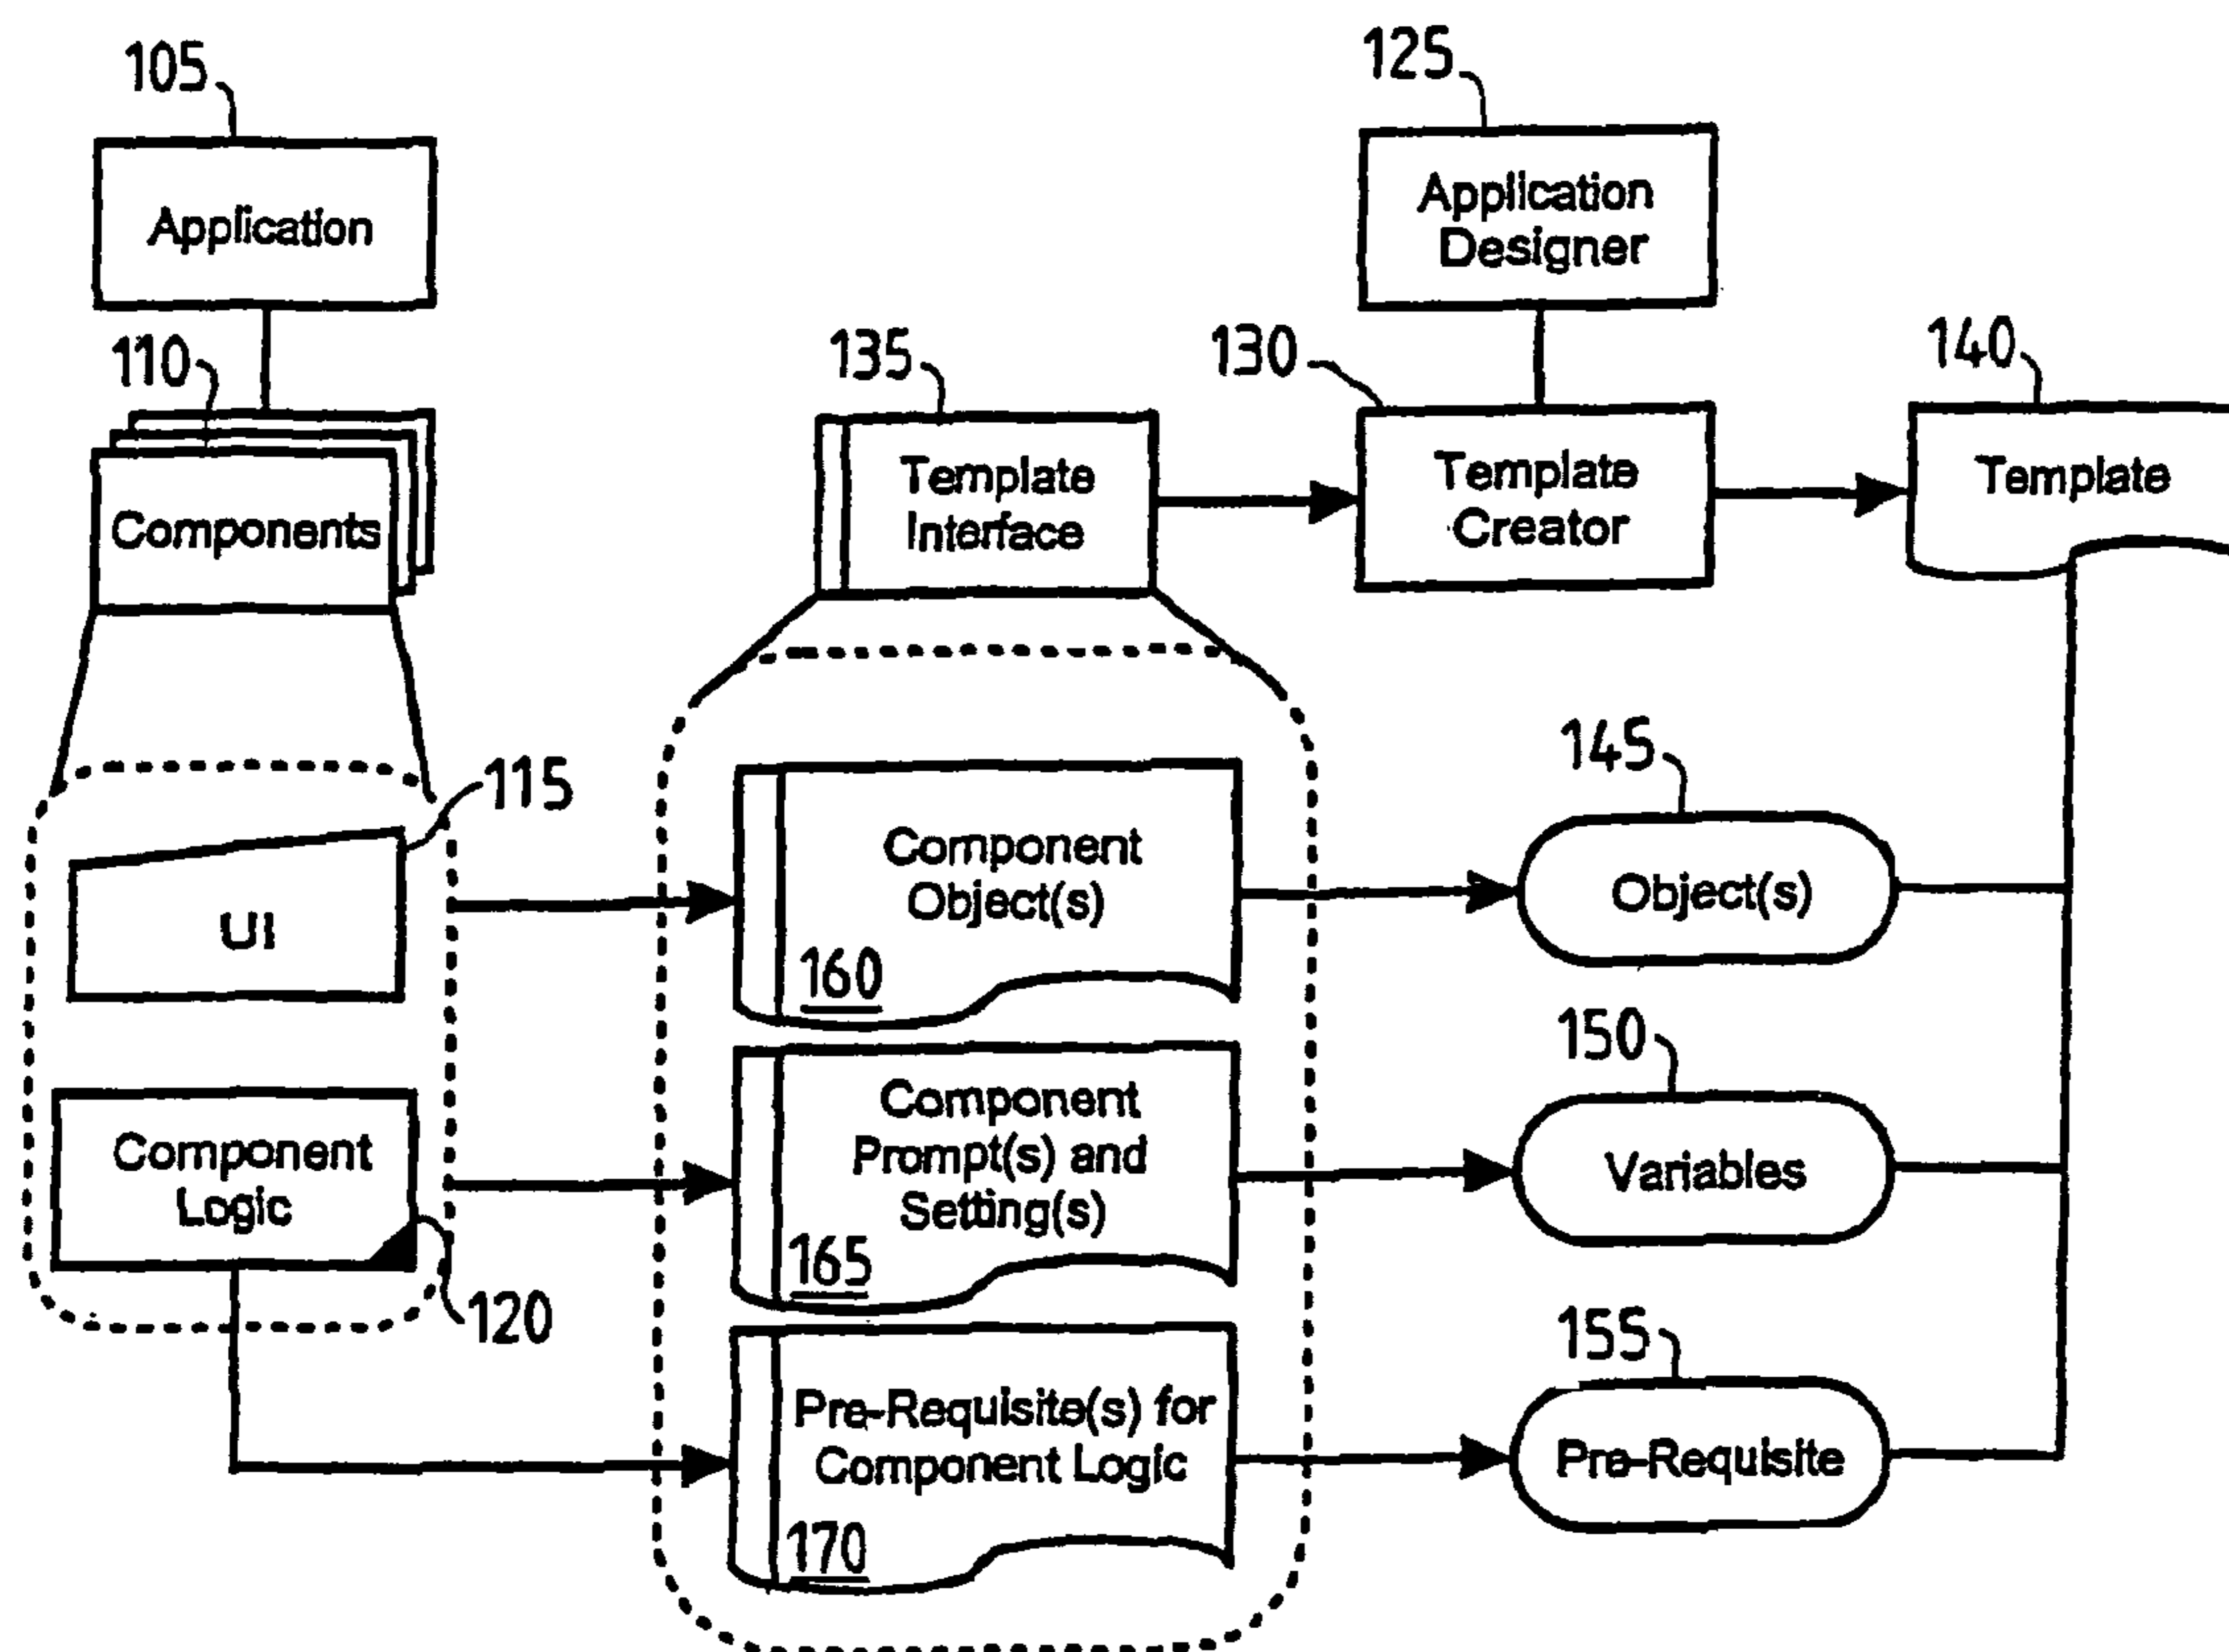 105
Application
110
Components
115
UI
Component
Logic
120
125
Application
Designer
135
Template
Interface
130
Template
Creator
140
Template
Component
Object(s)
160
Component
Prompt(s) and
Setting(s)
165
Pre-Requisite(s) for
Component Logic
170
145
Object(s)
150
Variables
155
Pre-Requisite